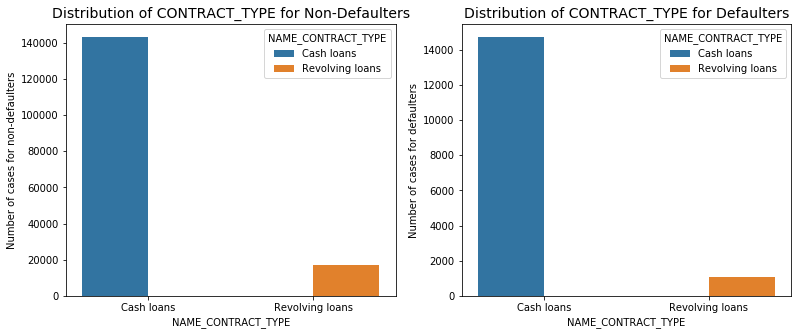 Distribution of CONTRACT_TYPE for Non-Defaulters
Number of cases for non-defaulters
140000
120000
100000
80000
60000
40000
20000
0
NAME_CONTRACT_TYPE
Cash loans
Revolving loans
Cash loans
Revolving loans
NAME_CONTRACT_TYPE
Distribution of CONTRACT_TYPE for Defaulters
Number of cases for defaulters
14000
12000
10000
8000
6000
4000
2000
0
NAME_CONTRACT_TYPE
Cash loans
Revolving loans
Cash loans
Revolving loans
NAME_CONTRACT_TYPE